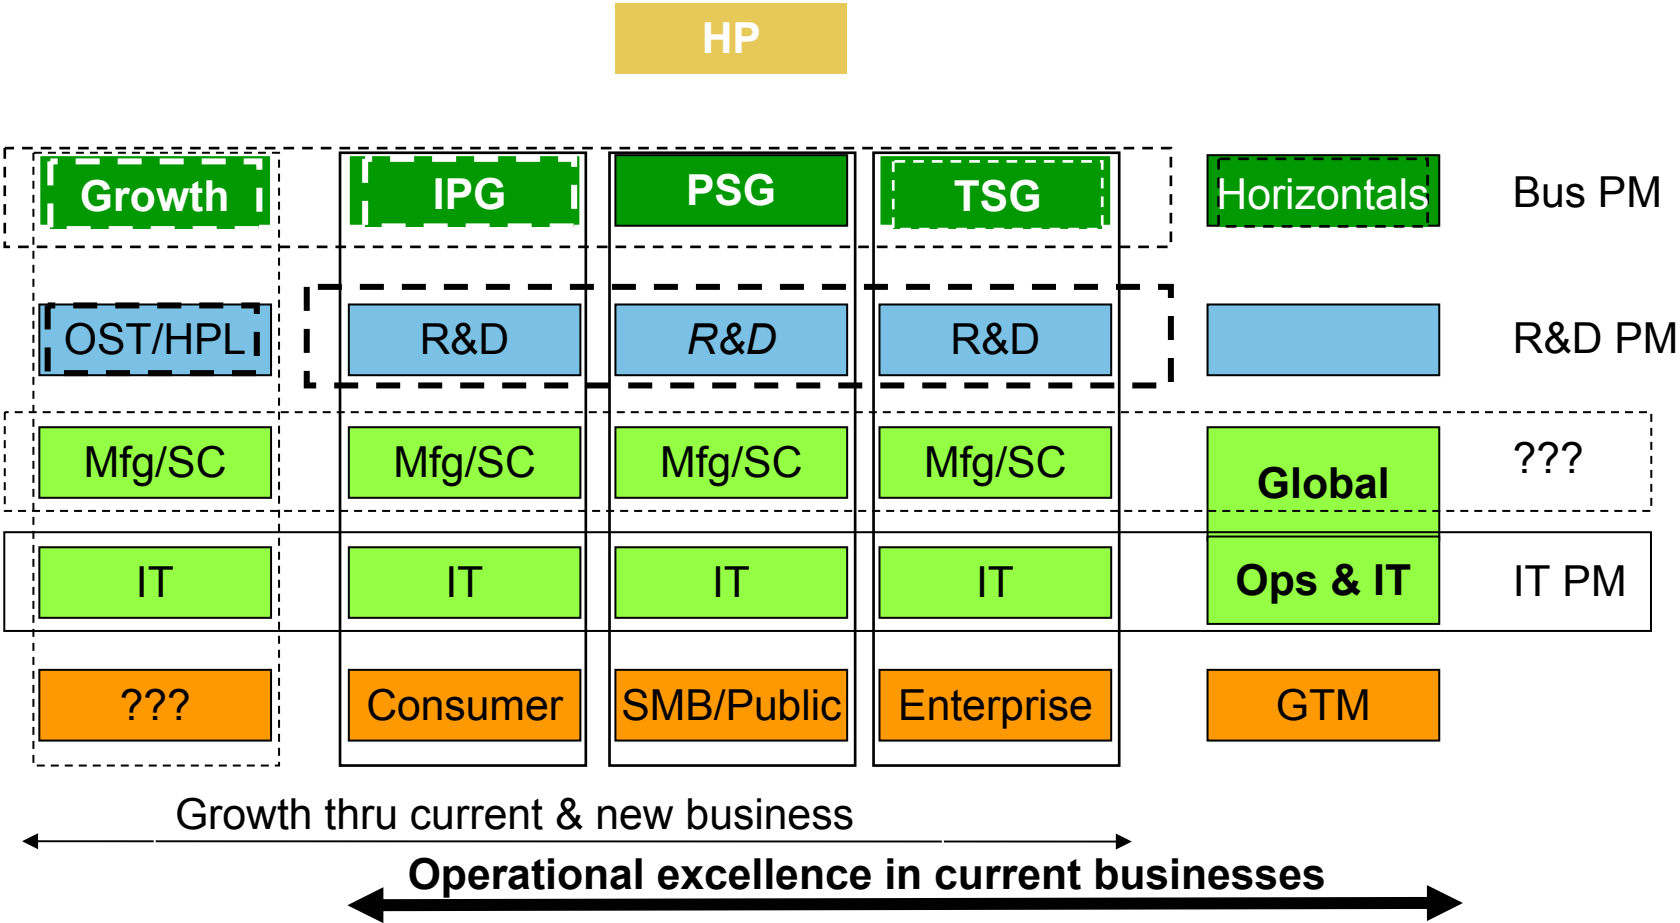 HP
Growth IPG PSG TSG Horizontals Bus PM
OST/HPL R&D R&D R&D R&D PM
Mfg/SC Mfg/SC Mfg/SC Mfg/SC Global ???
IT IT IT IT Ops & IT IT PM
??? Consumer SMB/Public Enterprise GTM
Growth thru current & new business
Operational excellence in current businesses